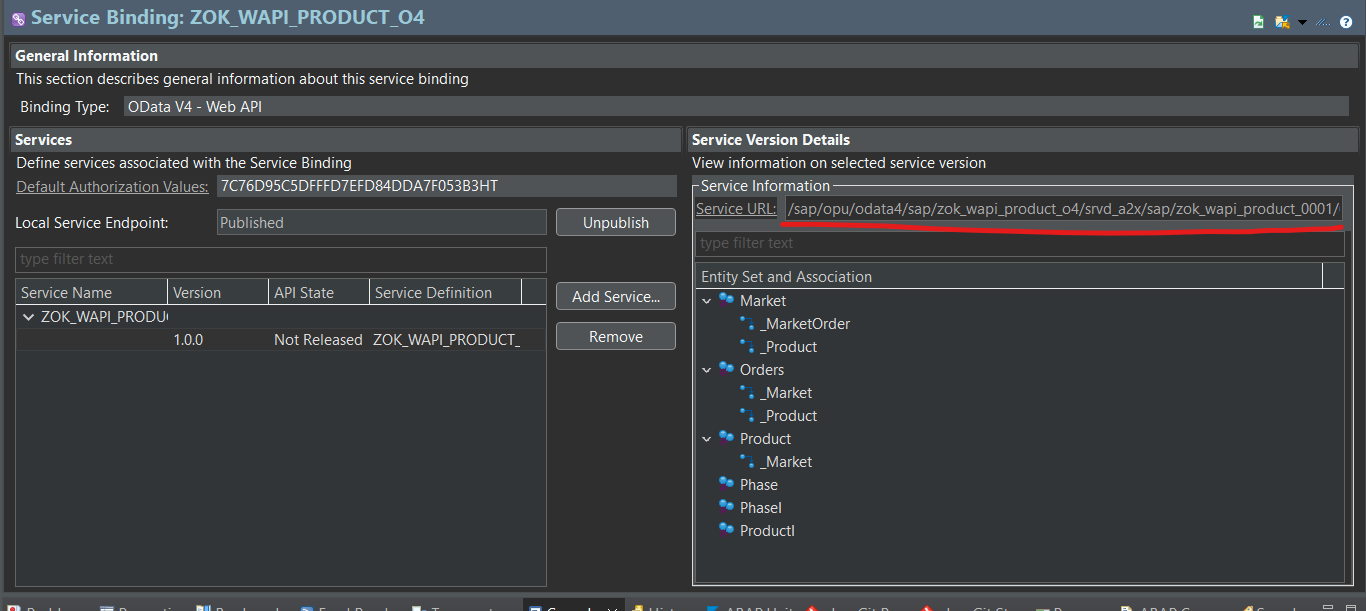 Service Binding: ZOK_WAPI_PRODUCT_O4
General Information
This section describes general information about this service binding
Binding Type: OData V4 - Web API
Services
Define services associated with the Service Binding
Default Authorization Values: 7C76D95C5DFFFD7EFD84DDA7F053B3HT
Local Service Endpoint: Published Unpublish
type filter text
Service Name Version API State Service Definition
ZOK_WAPI_PRODU
1.0.0 Not Released ZOK_WAPI_PRODUCT_
Add Service...
Remove
Service Version Details
View information on selected service version
Service Information
Service URL: /sap/opu/odata4/sap/zok_wapi_product_o4/srvd_a2x/sap/zok_wapi_product_0001/
type filter text
Entity Set and Association
Market
_MarketOrder
_Product
Orders
_Market
_Product
Product
_Market
Phase
PhaseI
ProductI